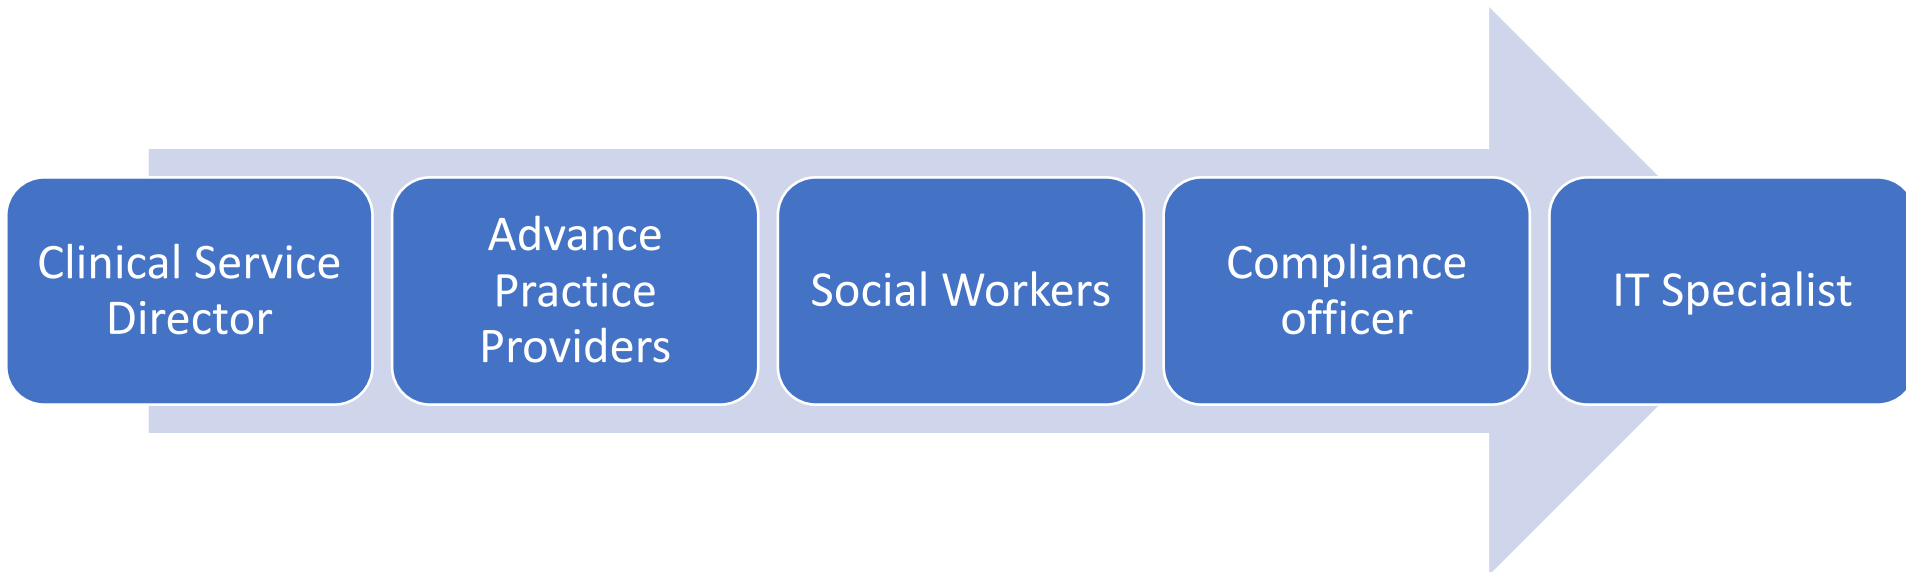 Clinical Service
Director
Advance
Practice
Providers
Social Workers
Compliance
officer
IT Specialist